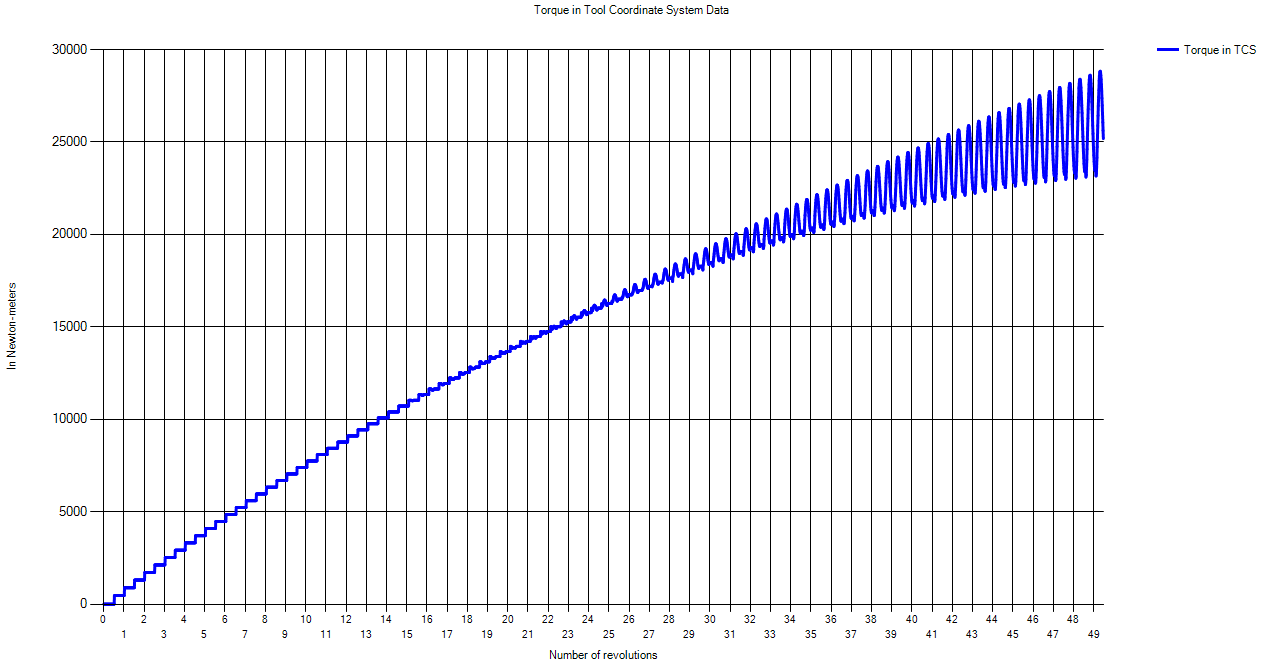 Torque in Tool Coordinate System Data
Torque in TCS
30000
25000
20000
15000
10000
5000
0
In Newton-meters
0 2 4 6 8 10 12 14 16 18 20 22 24 26 28 30 32 34 36 38 40 42 44 46 48
1 3 5 7 9 11 13 15 17 19 21 23 25 27 29 31 33 35 37 39 41 43 45 47 49
Number of revolutions